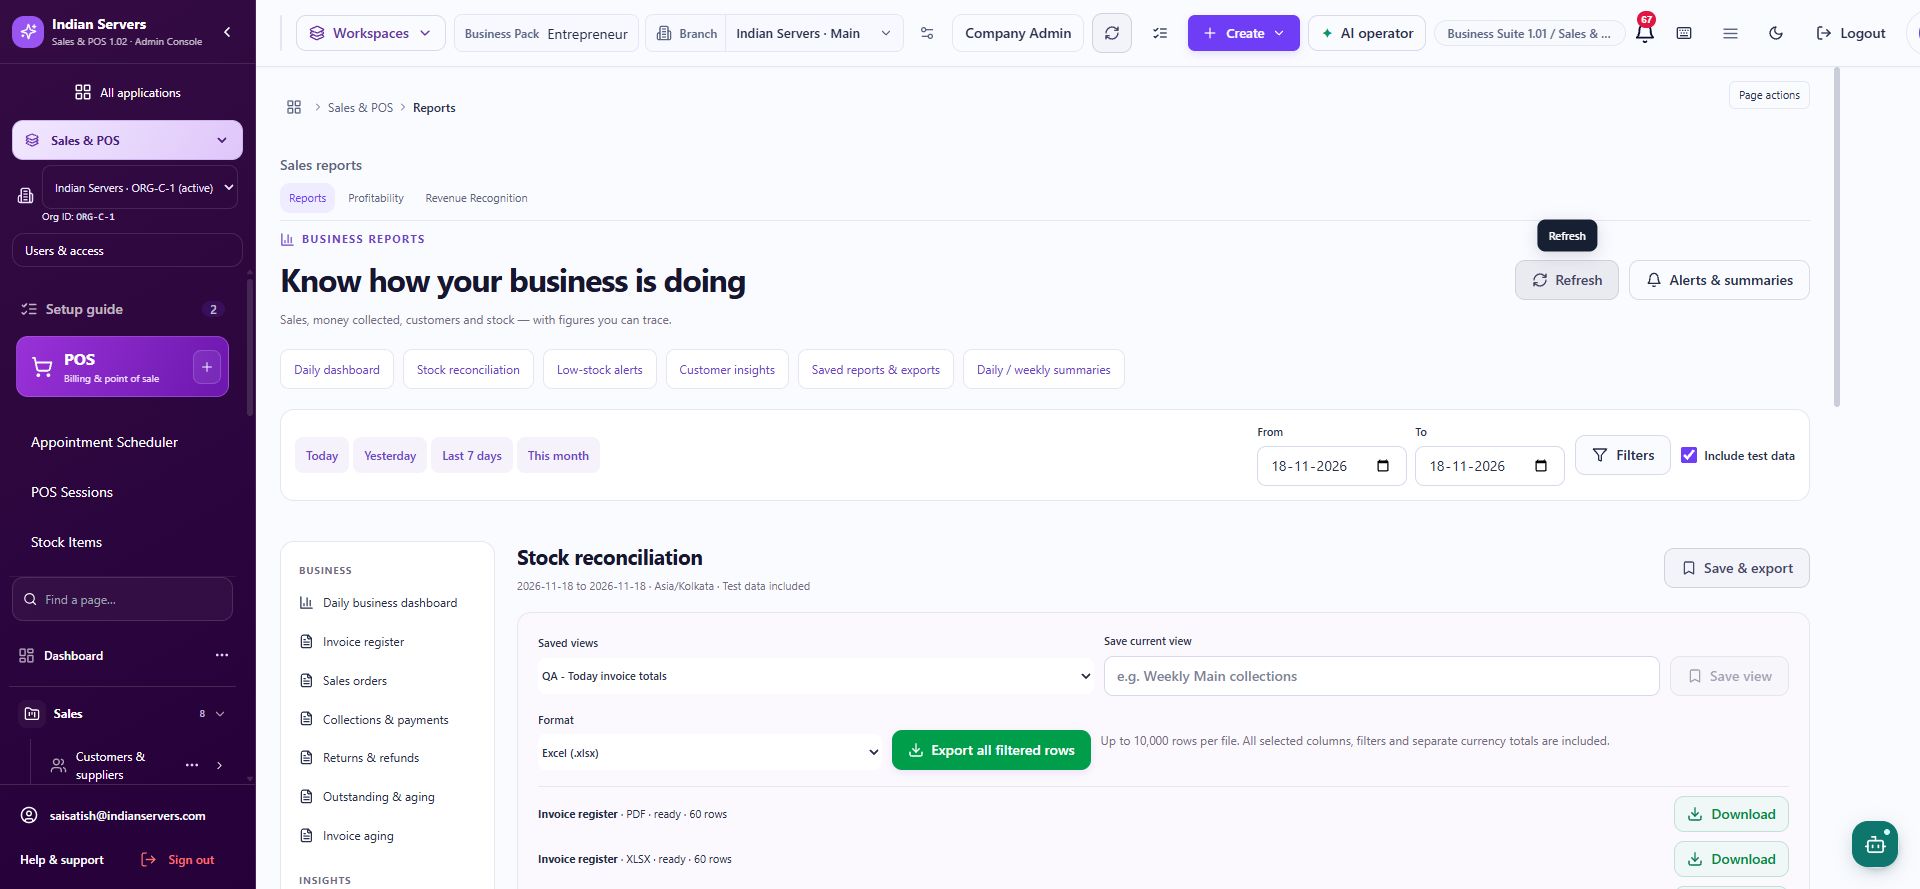 Indian Servers
Sales & POS 1.02 · Admin Console
All applications
Sales & POS
Indian Servers · ORG-C-1 (active)
Org ID: ORG-C-1
Users & access
Setup guide 2
POS
Billing & point of sale
Appointment Scheduler
POS Sessions
Stock Items
Find a page...
Dashboard
Sales 8
Customers &
suppliers
saisatish@indianservers.com
Help & support Sign out
Workspaces
Business Pack Entrepreneur
Branch Indian Servers · Main
Company Admin
Create
AI operator
Business Suite 1.01 / Sales & ...
67
Logout
Sales & POS Reports
Page actions
Sales reports
Reports Profitability Revenue Recognition
BUSINESS REPORTS
Refresh
Know how your business is doing
Refresh
Alerts & summaries
Sales, money collected, customers and stock — with figures you can trace.
Daily dashboard Stock reconciliation Low-stock alerts Customer insights Saved reports & exports Daily / weekly summaries
From To
Today Yesterday Last 7 days This month 18-11-2026 18-11-2026 Filters Include test data
BUSINESS
Daily business dashboard
Invoice register
Sales orders
Collections & payments
Returns & refunds
Outstanding & aging
Invoice aging
INSIGHTS
Stock reconciliation
2026-11-18 to 2026-11-18 · Asia/Kolkata · Test data included
Save & export
Saved views Save current view
QA - Today invoice totals e.g. Weekly Main collections Save view
Format
Excel (.xlsx) Export all filtered rows Up to 10,000 rows per file. All selected columns, filters and separate currency totals are included.
Invoice register · PDF · ready · 60 rows Download
Invoice register · XLSX · ready · 60 rows Download